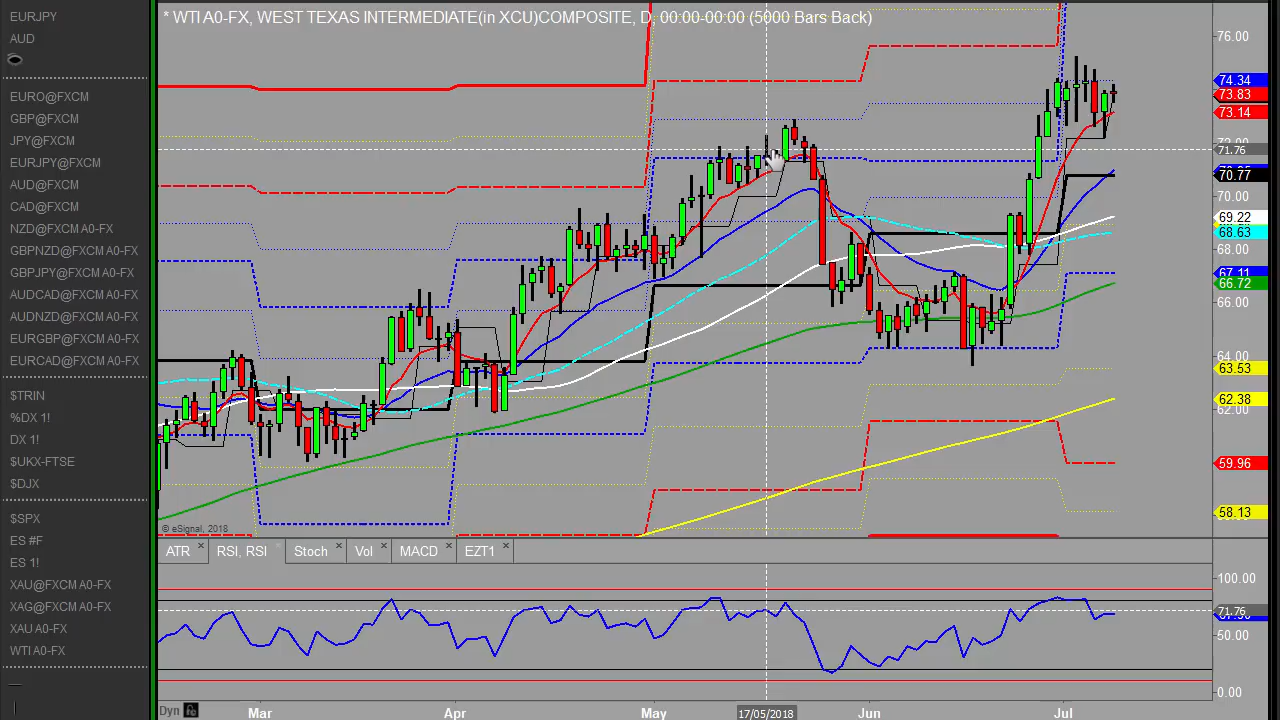 EURJPY
AUD
EURO@FXCM
GBP@FXCM
JPY@FXCM
EURJPY@FXCM
AUD@FXCM
CAD@FXCM
NZD@FXCM A0-FX
GBPNZD@FXCM A0-FX
GBPJPY@FXCM A0-FX
AUDCAD@FXCM A0-FX
AUDNZD@FXCM A0-FX
EURGBP@FXCM A0-FX
EURCAD@FXCM A0-FX
$TRIN
%DX 1!
DX 1!
$UKX-FTSE
$DJX
$SPX
ES #F
ES 1!
XAU@FXCM A0-FX
XAG@FXCM A0-FX
XAU A0-FX
WTI A0-FX
* WTI A0-FX, WEST TEXAS INTERMEDIATE(in XCU)COMPOSITE, D, 00:00-00:00 (5000 Bars Back)
76.00
74.34
73.83
73.14
71.76
70.77
70.00
69.22
68.63
68.00
67.11
66.72
66.00
64.00
63.53
62.38
62.00
59.96
58.13
© eSignal, 2018
ATR RSI, RSI Stoch Vol MACD EZT1
100.00
71.76
50.00
0.00
Dyn Mar Apr May 17/05/2018 Jun Jul